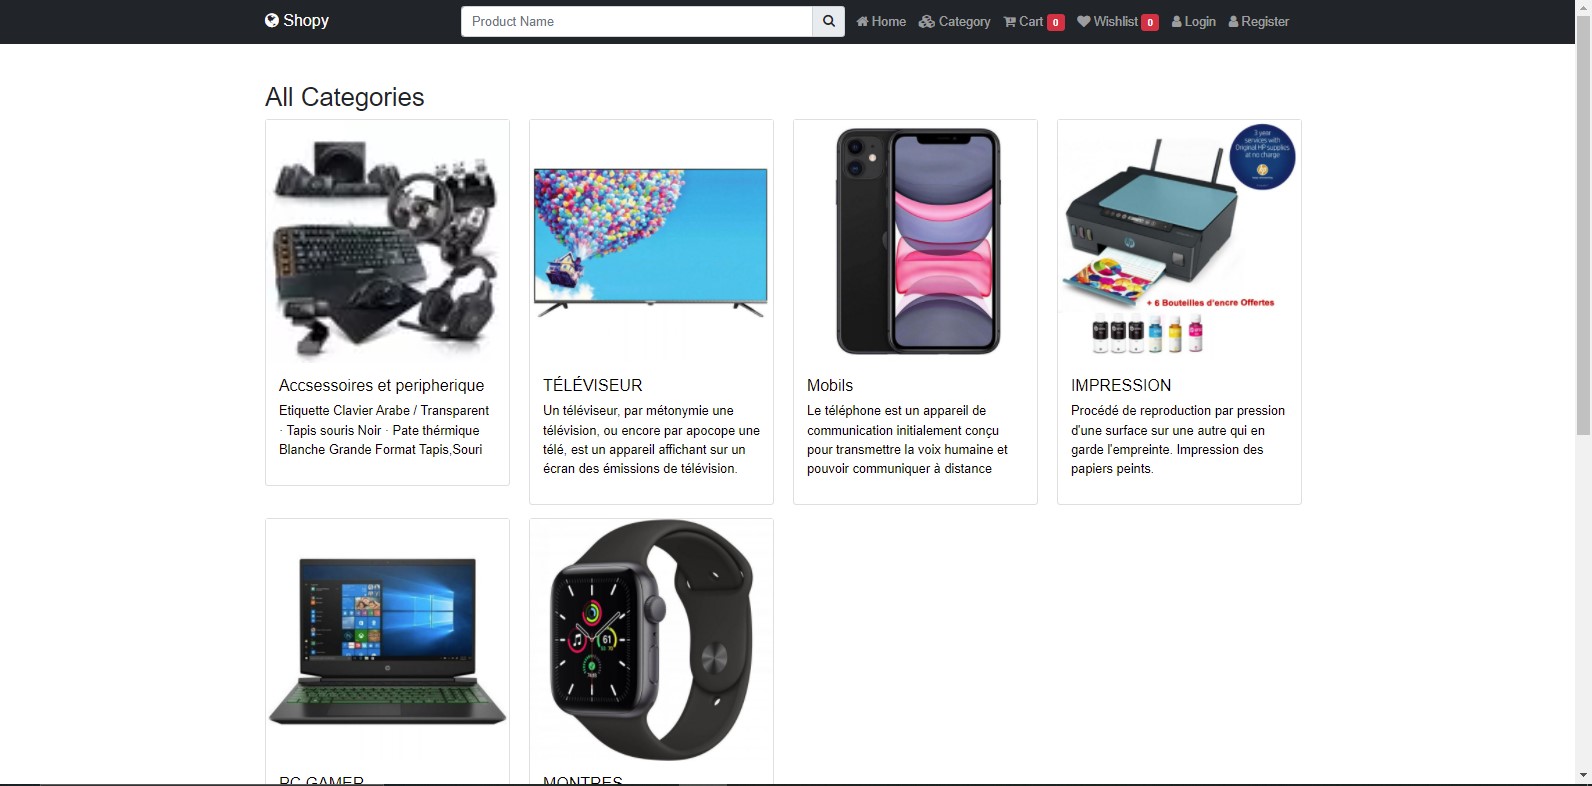 Shopy
Product Name
Home
Category
Cart 0
Wishlist 0
Login
Register
All Categories
3 year
services with
Original HP supplies
at no charge
+ 6 Bouteilles d'encre Offertes
Accsessoires et peripherique
Etiquette Clavier Arabe / Transparent
· Tapis souris Noir · Pate thérmique
Blanche Grande Format Tapis,Souri
TÉLÉVISEUR
Un téléviseur, par métonymie une
télévision, ou encore par apocope une
télé, est un appareil affichant sur un
écran des émissions de télévision.
Mobils
Le téléphone est un appareil de
communication initialement conçu
pour transmettre la voix humaine et
pouvoir communiquer à distance
IMPRESSION
Procédé de reproduction par pression
d'une surface sur une autre qui en
garde l'empreinte. Impression des
papiers peints.
61
PC GAMER
MONTRES